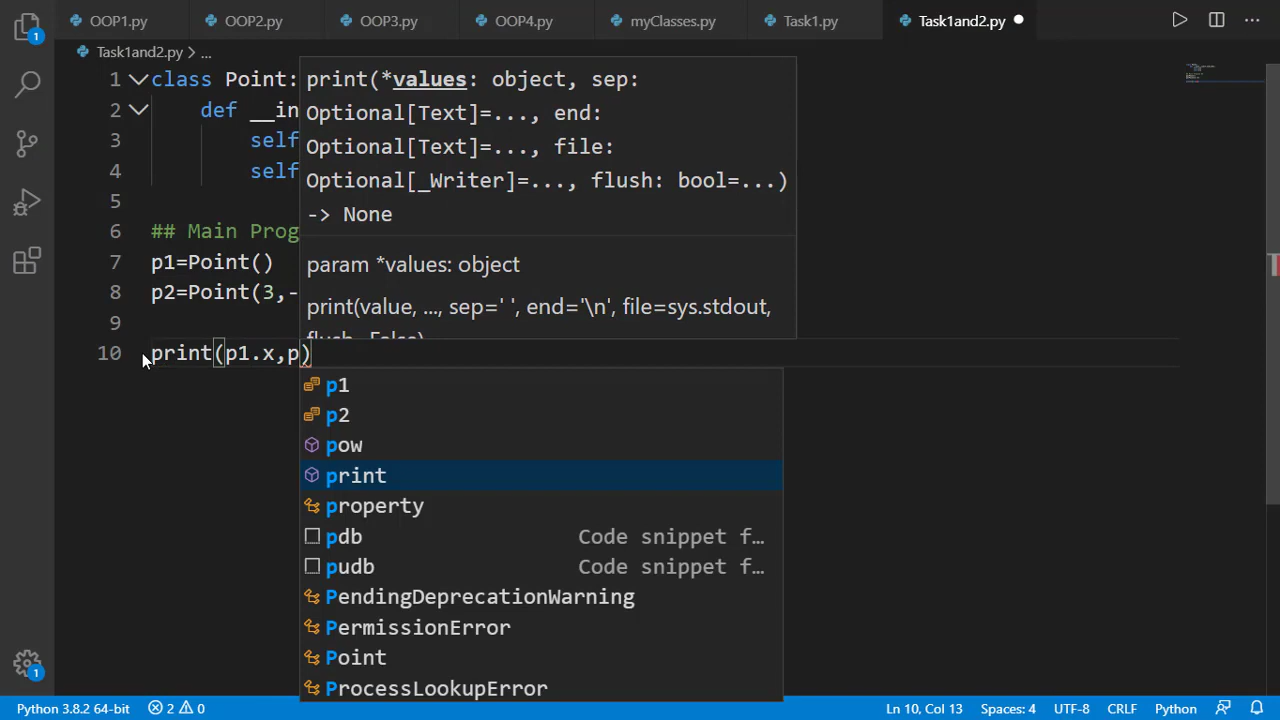 OOP1.py OOP2.py OOP3.py OOP4.py myClasses.py Task1.py Task1and2.py
Task1and2.py > ...
1 class Point:
2 def __in
3 self
4 self
5
6 ## Main Prog
7 p1=Point()
8 p2=Point(3,-
9
10 print(p1.x,p)
print(*values: object, sep:
Optional[Text]=..., end:
Optional[Text]=..., file:
Optional[_Writer]=..., flush: bool=...)
-> None
param *values: object
print(value, ..., sep=' ', end='\n', file=sys.stdout,
flush=False)
p1
p2
pow
print
property
pdb Code snippet f…
pudb Code snippet f…
PendingDeprecationWarning
PermissionError
Point
ProcessLookupError
1
1
Python 3.8.2 64-bit 2 0 Ln 10, Col 13 Spaces: 4 UTF-8 CRLF Python